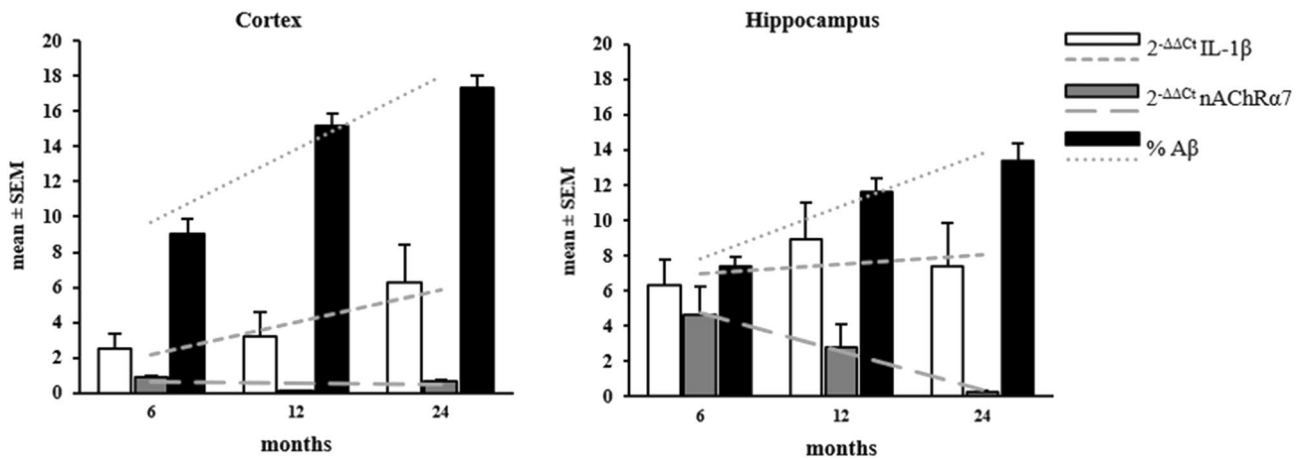 Cortex
mean ± SEM
20
18
16
14
12
10
8
6
4
2
0
6 12 24
months
Hippocampus
mean ± SEM
20
18
16
14
12
10
8
6
4
2
0
6 12 24
months
2^-ΔΔCt IL-1β
2^-ΔΔCt nAChRα7
% Aβ